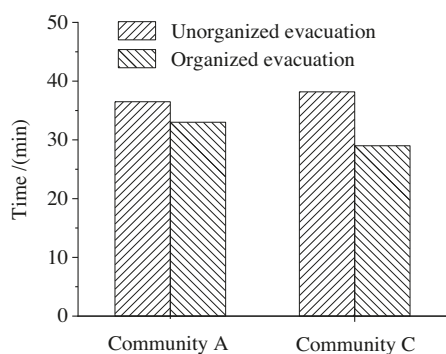 50
40
30
20
10
0
Time /(min)
Unorganized evacuation
Organized evacuation
Community A
Community C